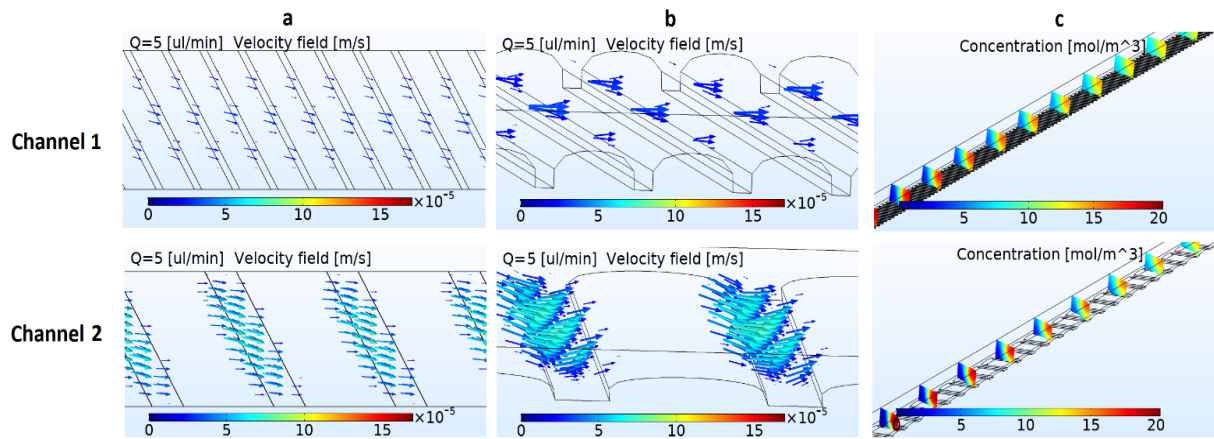 a b c
Q=5 [ul/min] Velocity field [m/s]
Q=5 [ul/min] Velocity field [m/s]
Concentration [mol/m^3]
Channel 1
0 5 10 15 ×10⁻⁵
0 5 10 15 ×10⁻⁵
5 10 15 20
Q=5 [ul/min] Velocity field [m/s]
Q=5 [ul/min] Velocity field [m/s]
Concentration [mol/m^3]
Channel 2
0 5 10 15 ×10⁻⁵
0 5 10 15 ×10⁻⁵
5 10 15 20